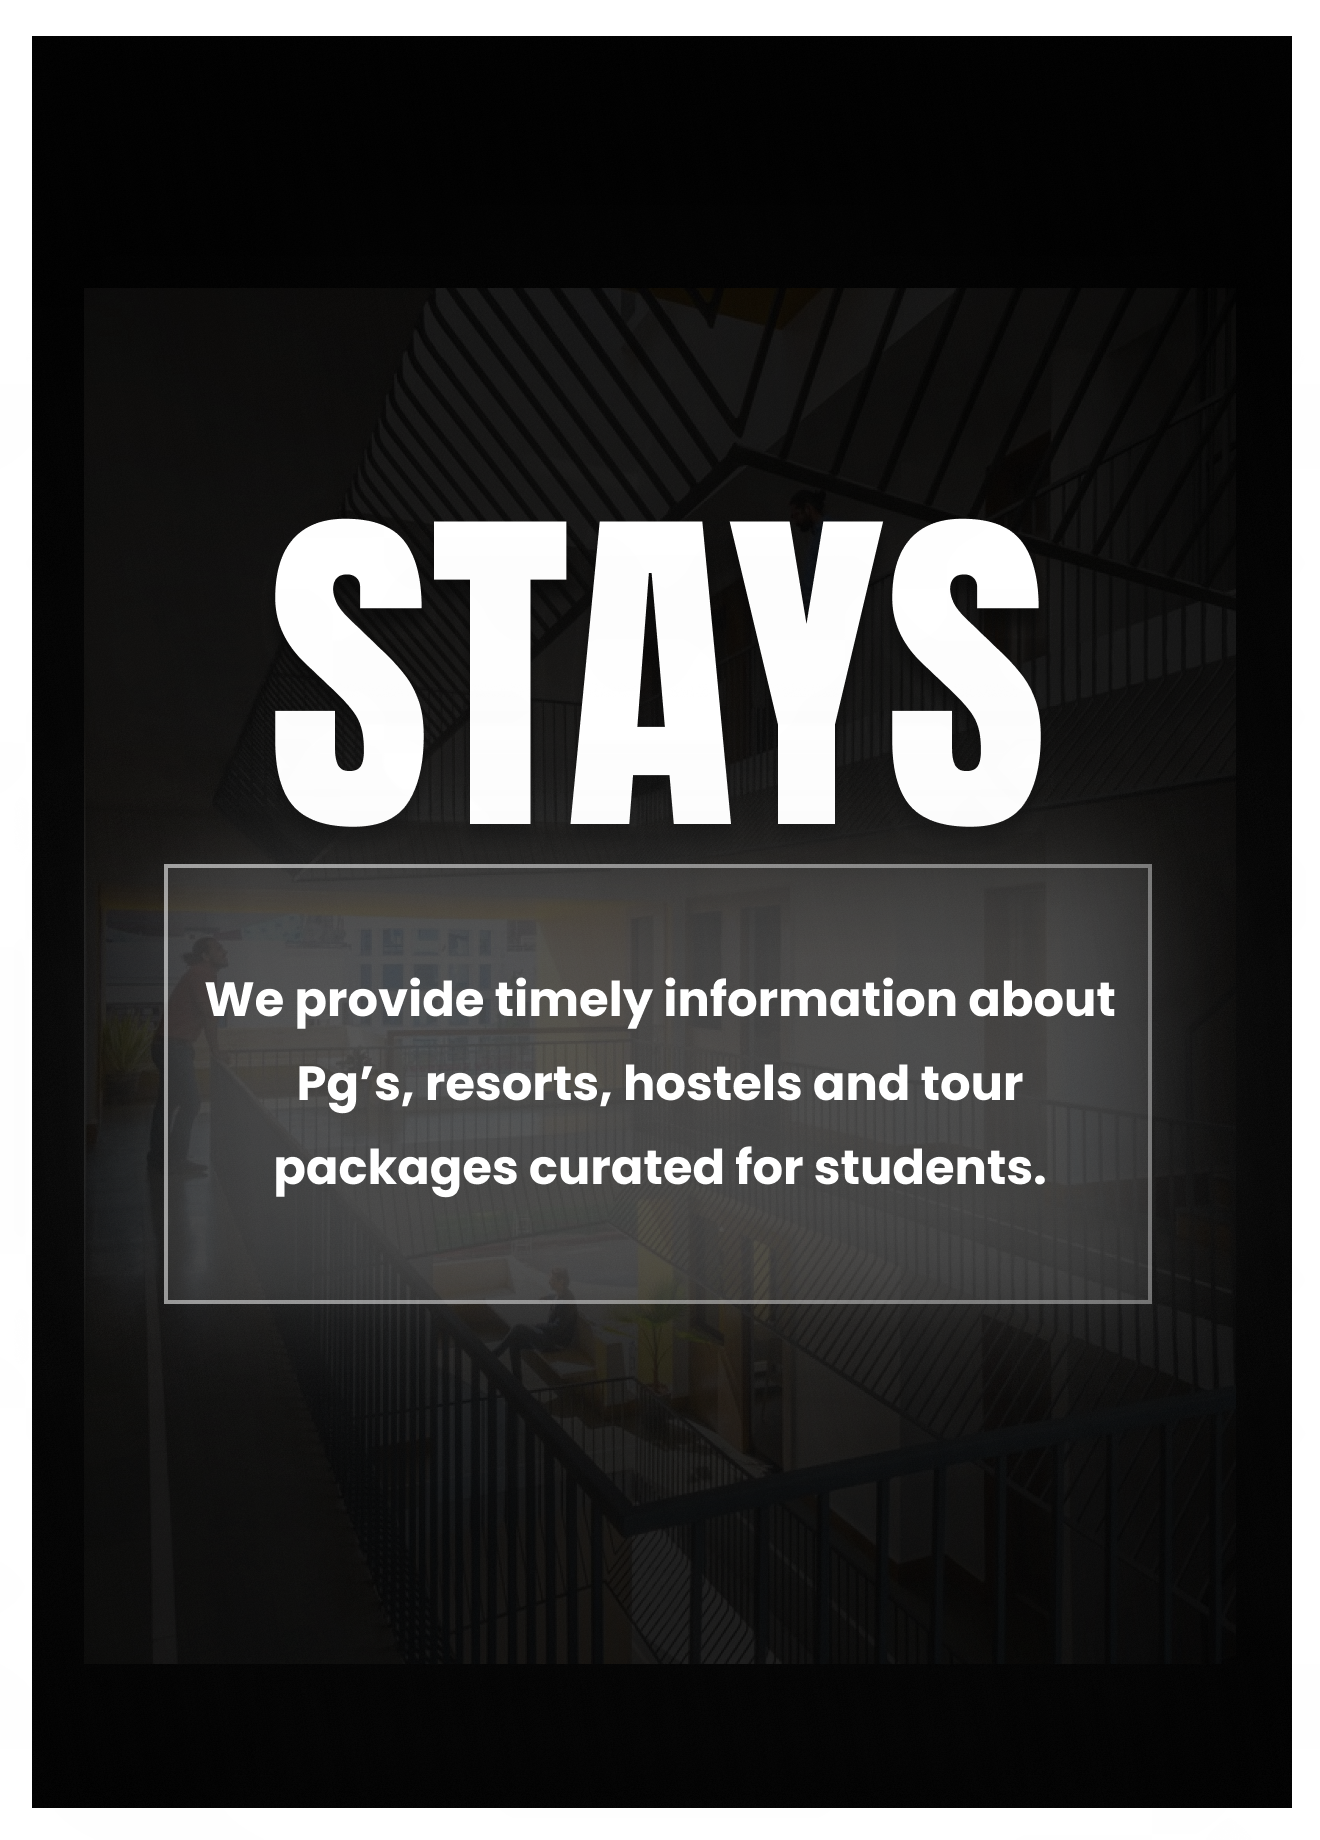 STAYS
We provide timely information about
Pg’s, resorts, hostels and tour
packages curated for students.